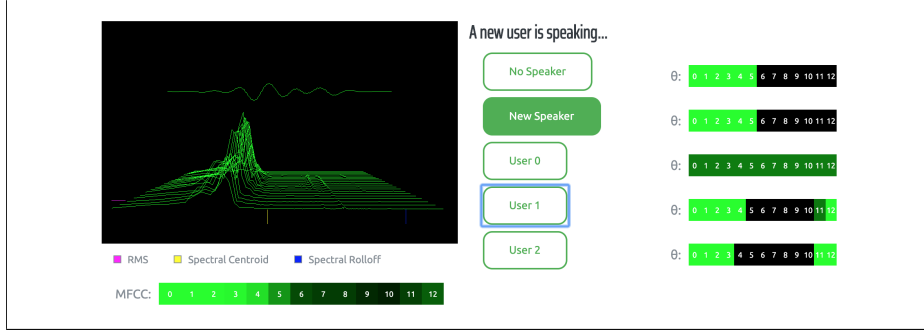 A new user is speaking...
No Speaker
θ: 0 1 2 3 4 5 6 7 8 9 10 11 12
New Speaker
θ: 0 1 2 3 4 5 6 7 8 9 10 11 12
User 0
θ: 0 1 2 3 4 5 6 7 8 9 10 11 12
User 1
θ: 0 1 2 3 4 5 6 7 8 9 10 11 12
User 2
θ: 0 1 2 3 4 5 6 7 8 9 10 11 12
RMS Spectral Centroid Spectral Rolloff
MFCC: 0 1 2 3 4 5 6 7 8 9 10 11 12